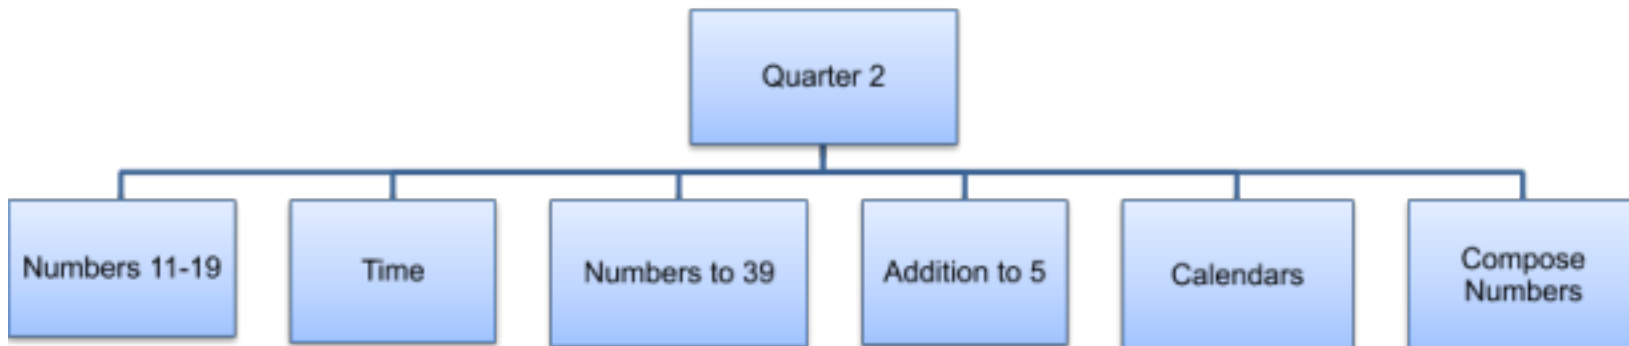 Quarter 2
Numbers 11-19
Time
Numbers to 39
Addition to 5
Calendars
Compose
Numbers